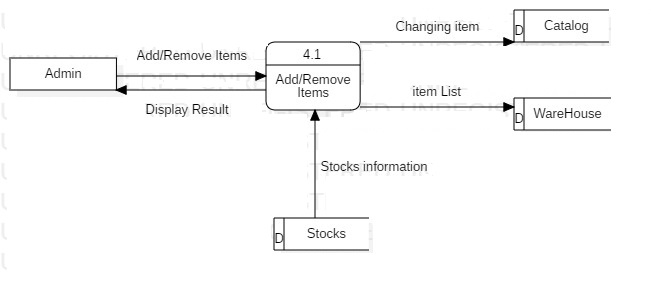 Changing item
D Catalog
Add/Remove Items
4.1
Admin
Add/Remove
Items
Display Result
item List
D WareHouse
Stocks information
D Stocks